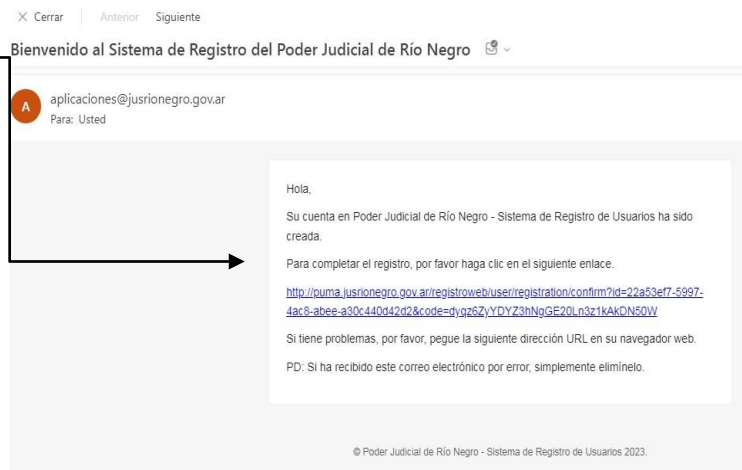 Cerrar Anterior Siguiente
Bienvenido al Sistema de Registro del Poder Judicial de Río Negro
A
aplicaciones@jusrionegro.gov.ar
Para: Usted
Hola,
Su cuenta en Poder Judicial de Río Negro - Sistema de Registro de Usuarios ha sido
creada.
Para completar el registro, por favor haga clic en el siguiente enlace.
http://puma.jusrionegro.gov.ar/registroweb/user/registration/confirm?id=22a53ef7-5997-
4ac8-abee-a30c440d42d2&code=dyqz6ZyYDYZ3hNgGE20Ln3z1kAkDN50W
Si tiene problemas, por favor, pegue la siguiente dirección URL en su navegador web.
PD: Si ha recibido este correo electrónico por error, simplemente elimínelo.
© Poder Judicial de Río Negro - Sistema de Registro de Usuarios 2023.